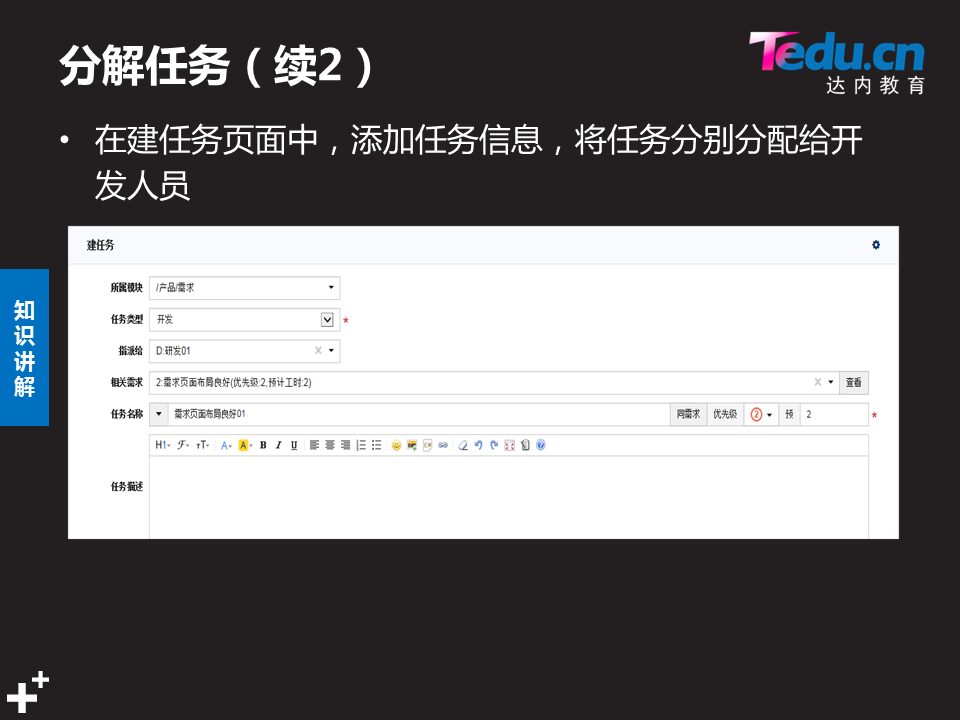 分解任务（续2）
Tedu.cn
达内教育
• 在建任务页面中，添加任务信息，将任务分别分配给开
发人员
知识讲解
建任务
所属模块 /产品/需求
任务类型 开发 *
指派给 D:研发01
相关需求 2:需求页面布局良好(优先级:2,预计工时:2) 查看
任务名称 需求页面布局良好01 同需求 优先级 2 预 2 *
H1 F TT A A B I U
任务描述